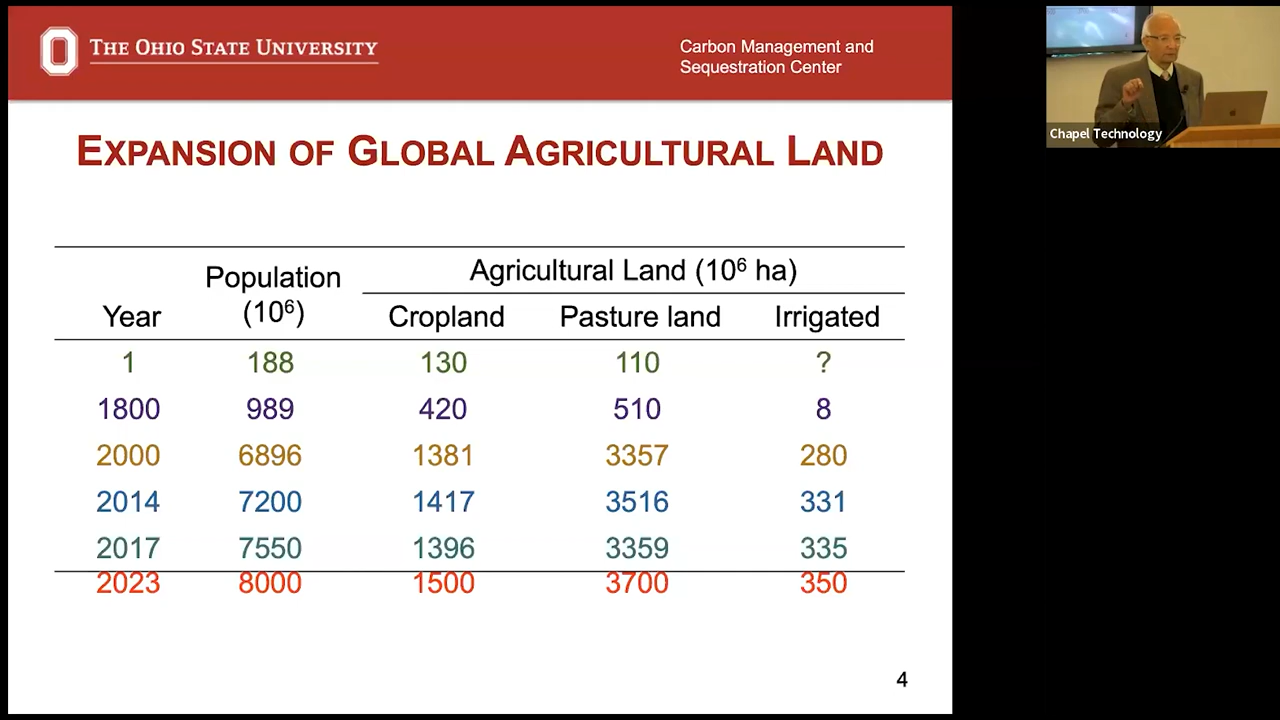 THE OHIO STATE UNIVERSITY
Carbon Management and
Sequestration Center
Chapel Technology
EXPANSION OF GLOBAL AGRICULTURAL LAND
Year Population (10⁶) Agricultural Land (10⁶ ha)
Cropland Pasture land Irrigated
1 188 130 110 ?
1800 989 420 510 8
2000 6896 1381 3357 280
2014 7200 1417 3516 331
2017 7550 1396 3359 335
2023 8000 1500 3700 350
4